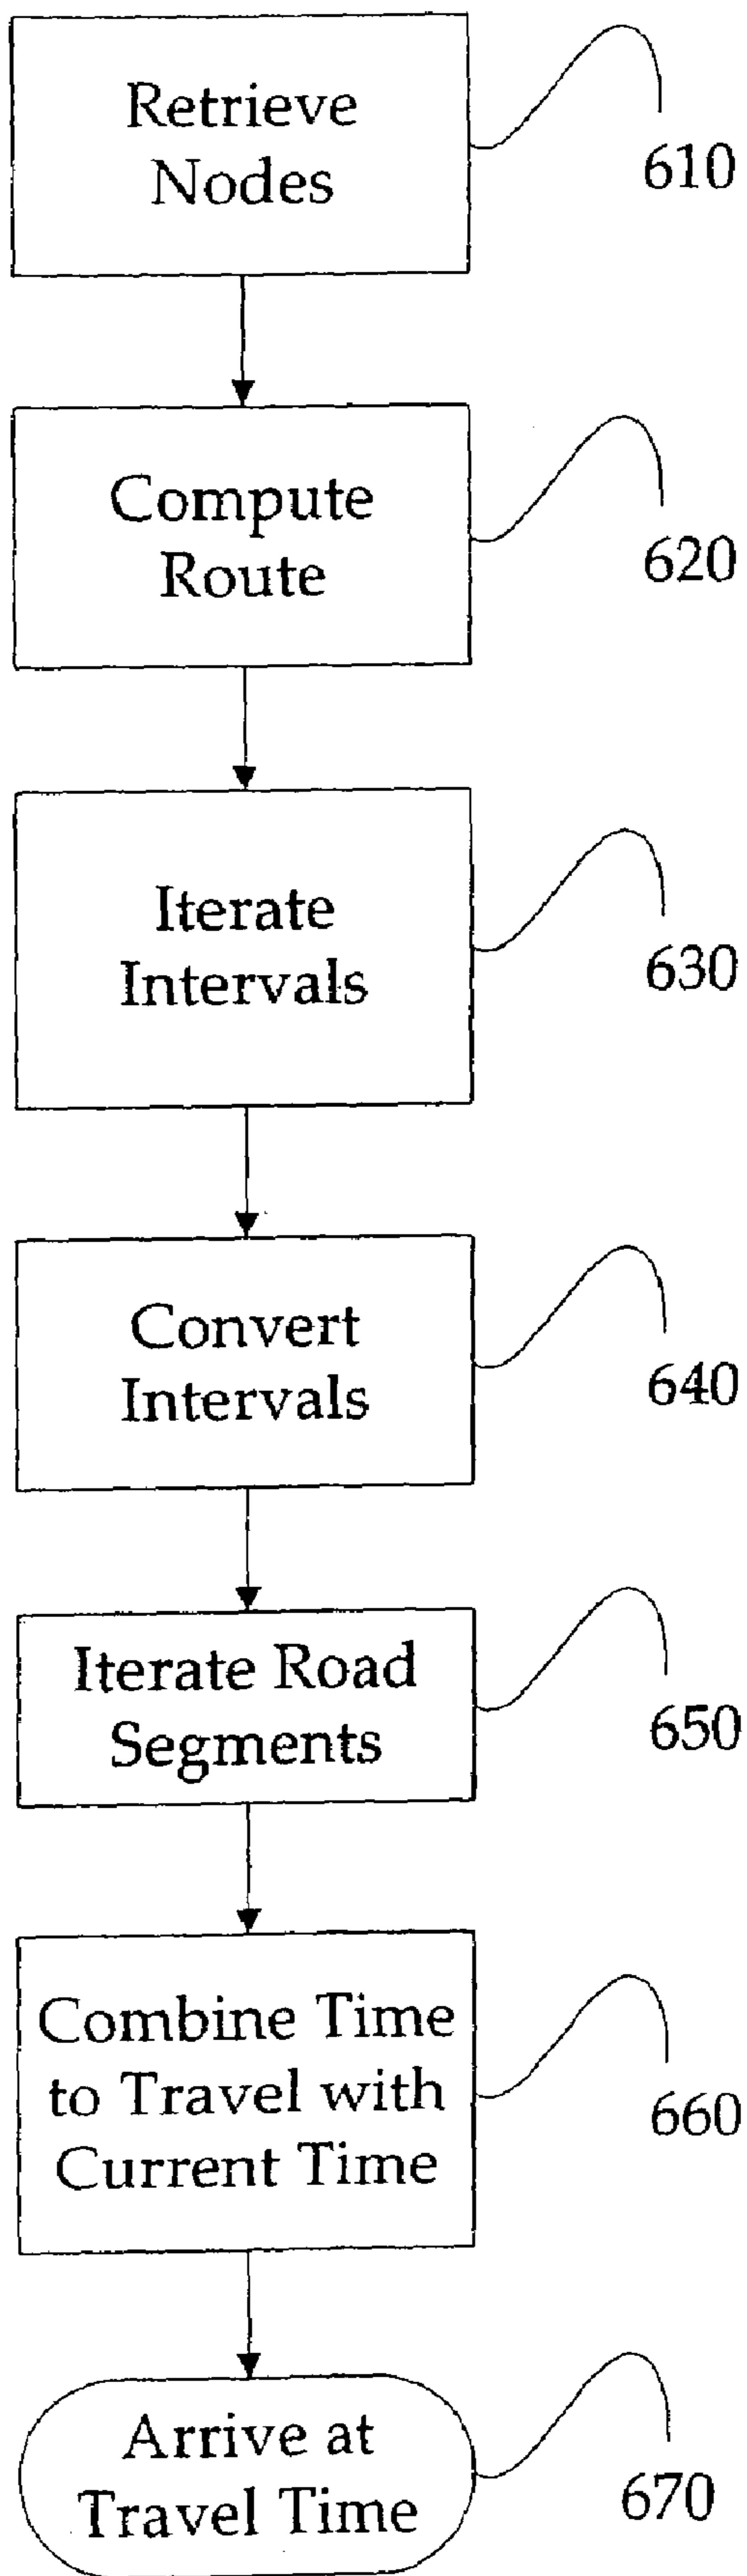 Retrieve
Nodes
610
Compute
Route
620
Iterate
Intervals
630
Convert
Intervals
640
Iterate Road
Segments
650
Combine Time
to Travel with
Current Time
660
Arrive at
Travel Time
670